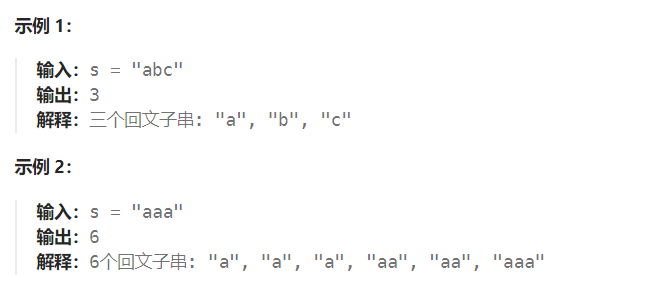 示例 1：
输入：s = "abc"
输出：3
解释：三个回文子串: "a", "b", "c"
示例 2：
输入：s = "aaa"
输出：6
解释：6个回文子串: "a", "a", "a", "aa", "aa", "aaa"